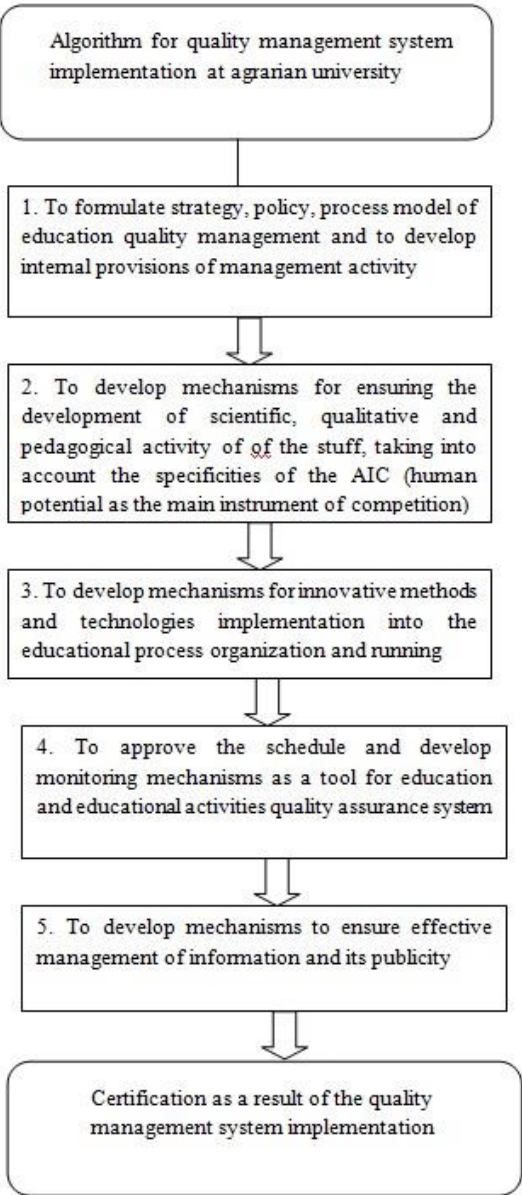 Algorithm for quality management system
implementation at agrarian university
1. To formulate strategy, policy, process model of
education quality management and to develop
internal provisions of management activity
2. To develop mechanisms for ensuring the
development of scientific, qualitative and
pedagogical activity of of the stuff, taking into
account the specificities of the AIC (human
potential as the main instrument of competition)
3. To develop mechanisms for innovative methods
and technologies implementation into the
educational process organization and running
4. To approve the schedule and develop
monitoring mechanisms as a tool for education
and educational activities quality assurance system
5. To develop mechanisms to ensure effective
management of information and its publicity
Certification as a result of the quality
management system implementation